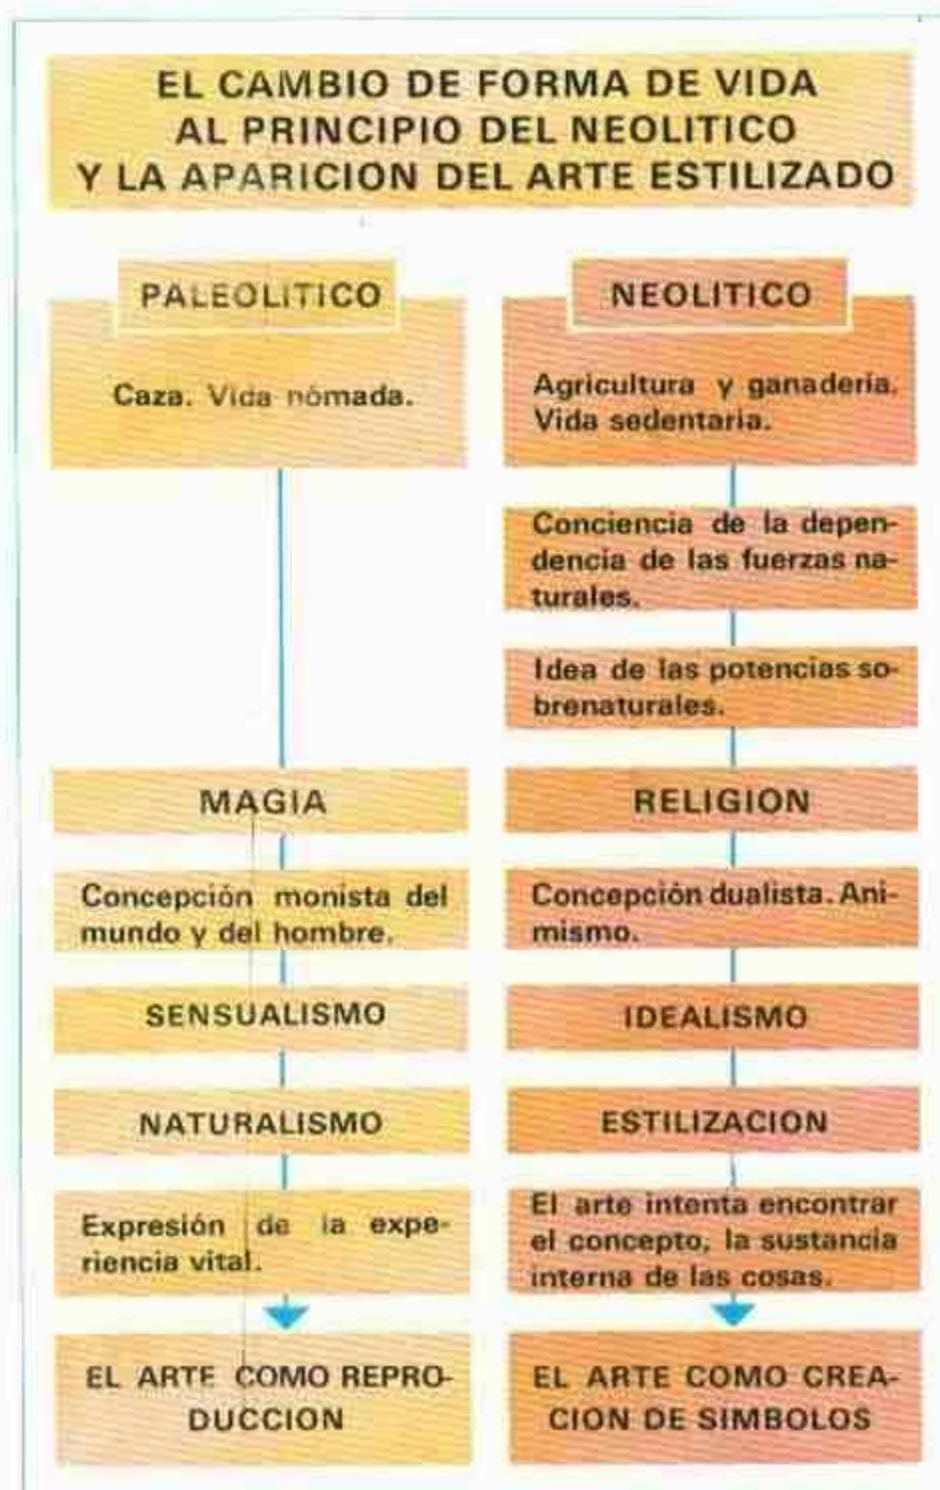 EL CAMBIO DE FORMA DE VIDA
AL PRINCIPIO DEL NEOLITICO
Y LA APARICION DEL ARTE ESTILIZADO
PALEOLITICO
Caza. Vida nómada.
MAGIA
Concepción monista del
mundo y del hombre.
SENSUALISMO
NATURALISMO
Expresión de la expe-
riencia vital.
EL ARTE COMO REPRO-
DUCCION
NEOLITICO
Agricultura y ganadería.
Vida sedentaria.
Conciencia de la depen-
dencia de las fuerzas na-
turales.
Idea de las potencias so-
brenaturales.
RELIGION
Concepción dualista. Ani-
mismo.
IDEALISMO
ESTILIZACION
El arte intenta encontrar
el concepto, la sustancia
interna de las cosas.
EL ARTE COMO CREA-
CION DE SIMBOLOS